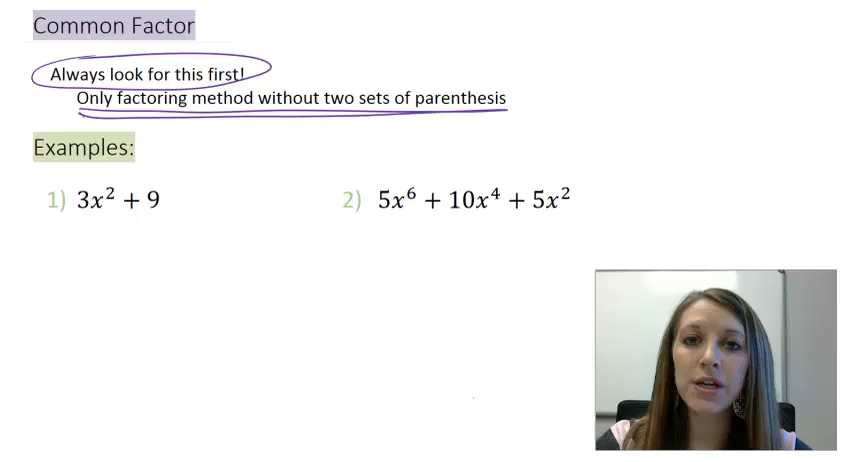 Common Factor
Always look for this first!
Only factoring method without two sets of parenthesis
Examples:
1) 3x² + 9
2) 5x⁶ + 10x⁴ + 5x²